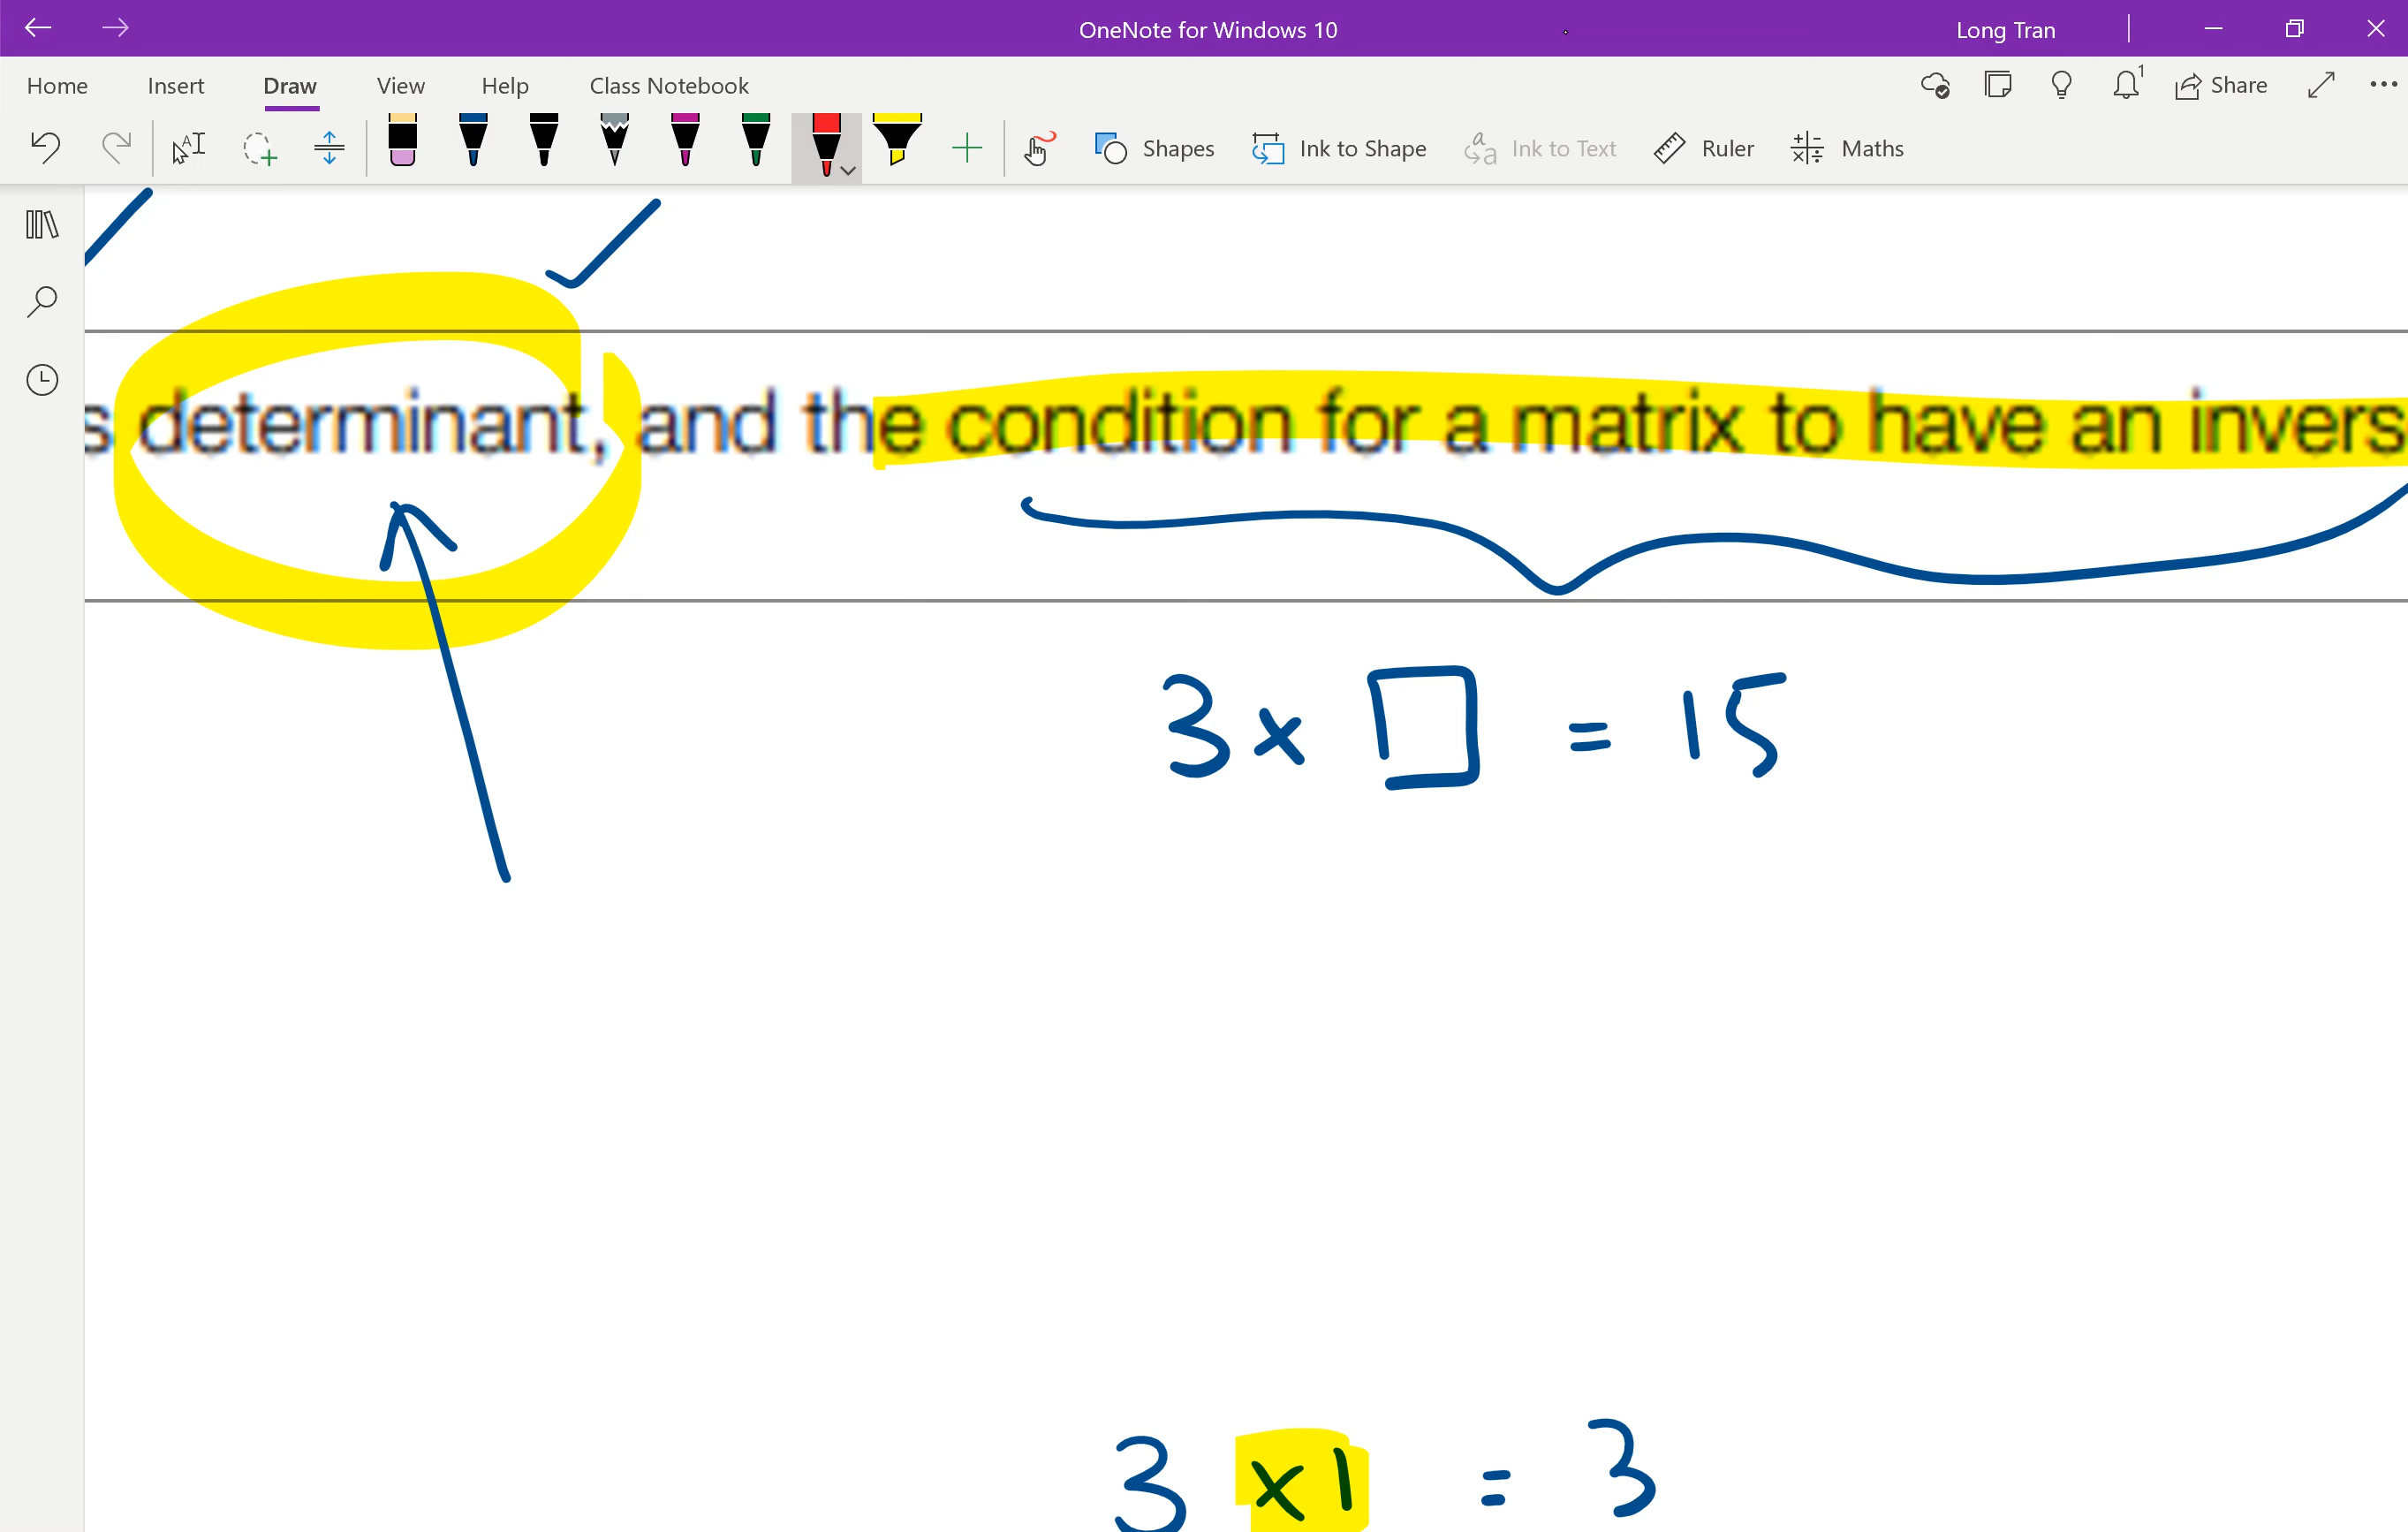 OneNote for Windows 10 Long Tran
Home Insert Draw View Help Class Notebook 1 Share
Shapes Ink to Shape Ink to Text Ruler Maths
s determinant, and the condition for a matrix to have an invers
3 × □ = 15
3 × 1 = 3